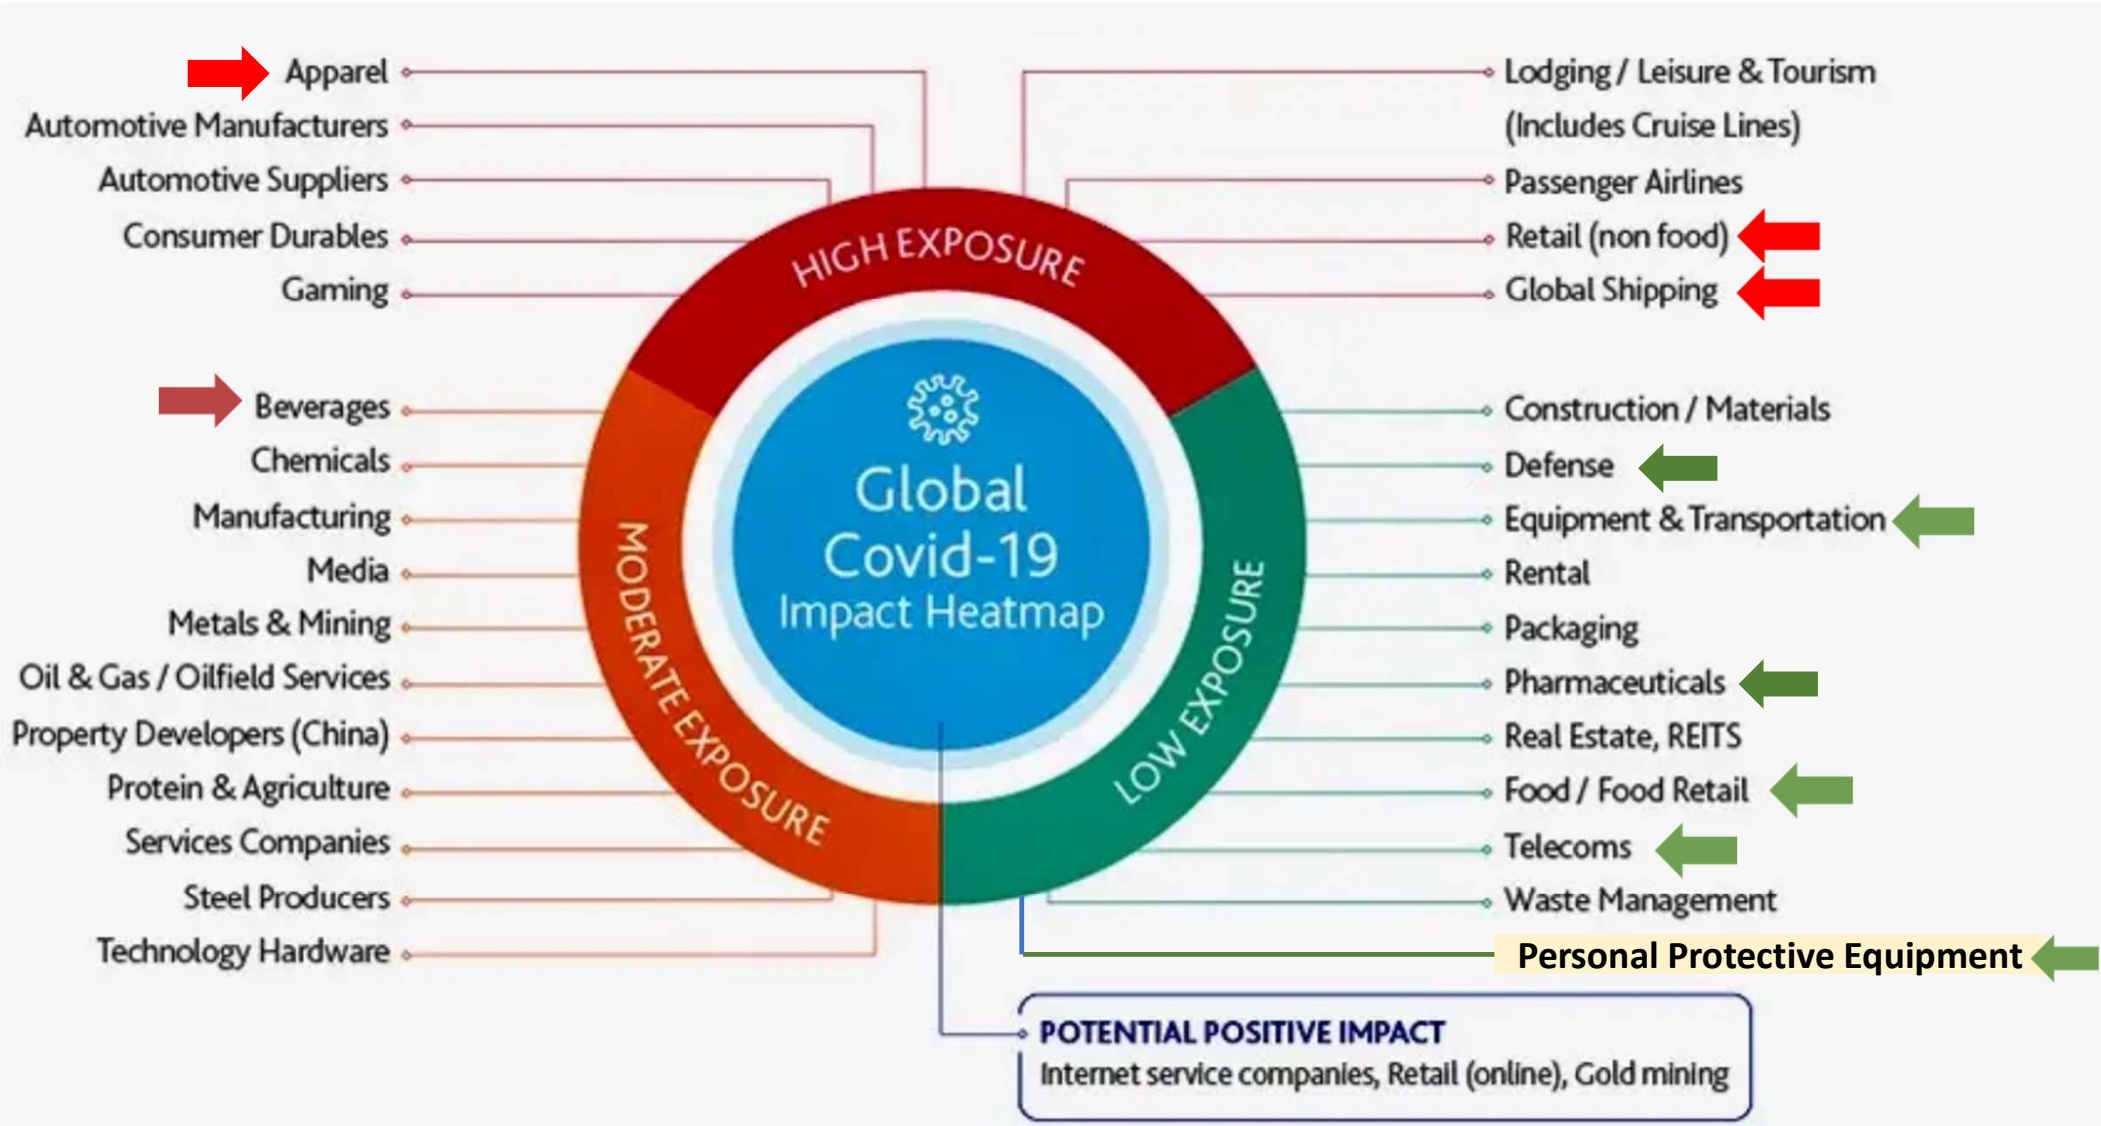 Apparel
Automotive Manufacturers
Automotive Suppliers
Consumer Durables
Gaming
Lodging / Leisure & Tourism
(Includes Cruise Lines)
Passenger Airlines
Retail (non food)
Global Shipping
HIGH EXPOSURE
Beverages
Chemicals
Manufacturing
Media
Metals & Mining
Oil & Gas / Oilfield Services
Property Developers (China)
Protein & Agriculture
Services Companies
Steel Producers
Technology Hardware
MODERATE EXPOSURE
Global
Covid-19
Impact Heatmap
LOW EXPOSURE
Construction / Materials
Defense
Equipment & Transportation
Rental
Packaging
Pharmaceuticals
Real Estate, REITS
Food / Food Retail
Telecoms
Waste Management
Personal Protective Equipment
POTENTIAL POSITIVE IMPACT
Internet service companies, Retail (online), Gold mining